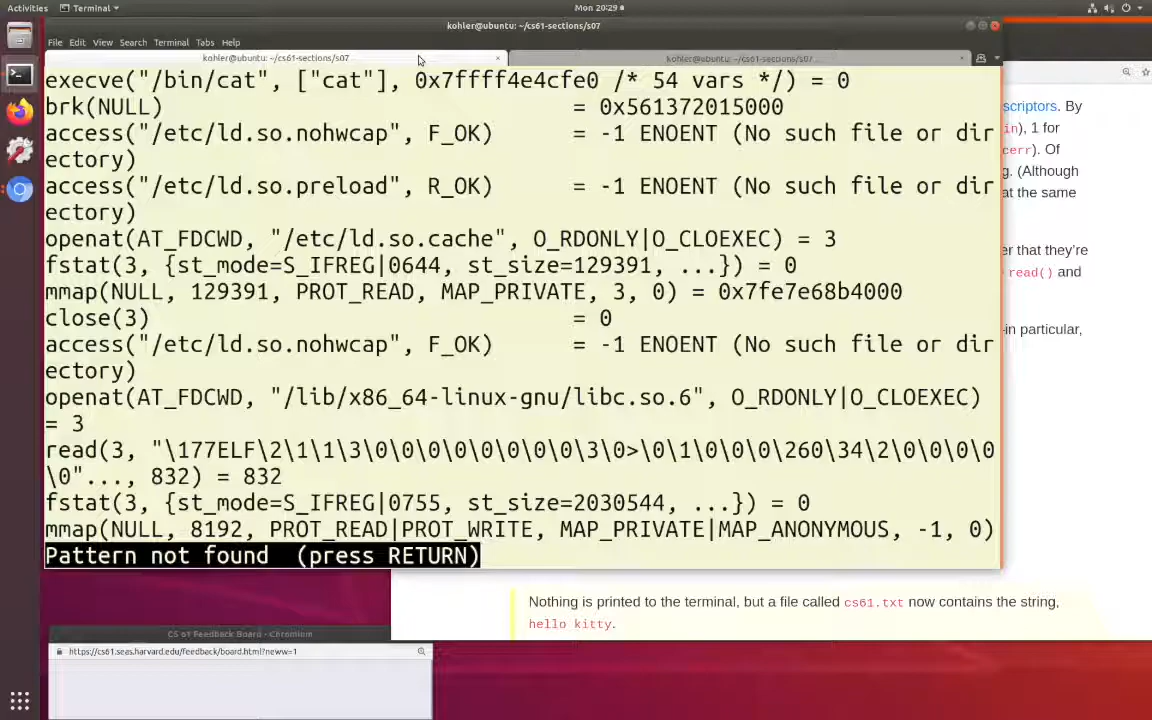 Activities
Terminal
Mon 20:29
kohler@ubuntu: ~/cs61-sections/s07
File Edit View Search Terminal Tabs Help
kohler@ubuntu: ~/cs61-sections/s07 × kohler@ubuntu: ~/cs61-sections/s07 ×
execve("/bin/cat", ["cat"], 0x7ffff4e4cfe0 /* 54 vars */) = 0
brk(NULL) = 0x561372015000
access("/etc/ld.so.nohwcap", F_OK) = -1 ENOENT (No such file or dir
ectory)
access("/etc/ld.so.preload", R_OK) = -1 ENOENT (No such file or dir
ectory)
openat(AT_FDCWD, "/etc/ld.so.cache", O_RDONLY|O_CLOEXEC) = 3
fstat(3, {st_mode=S_IFREG|0644, st_size=129391, ...}) = 0
mmap(NULL, 129391, PROT_READ, MAP_PRIVATE, 3, 0) = 0x7fe7e68b4000
close(3) = 0
access("/etc/ld.so.nohwcap", F_OK) = -1 ENOENT (No such file or dir
ectory)
openat(AT_FDCWD, "/lib/x86_64-linux-gnu/libc.so.6", O_RDONLY|O_CLOEXEC)
= 3
read(3, "\177ELF\2\1\1\3\0\0\0\0\0\0\0\0\3\0>\0\1\0\0\0\260\34\2\0\0\0\0
\0"..., 832) = 832
fstat(3, {st_mode=S_IFREG|0755, st_size=2030544, ...}) = 0
mmap(NULL, 8192, PROT_READ|PROT_WRITE, MAP_PRIVATE|MAP_ANONYMOUS, -1, 0)
Pattern not found (press RETURN)
scriptors. By
in), 1 for
cerr). Of
g. (Although
at the same
er that they're
read() and
in particular,
Nothing is printed to the terminal, but a file called cs61.txt now contains the string,
hello kitty.
CS 61 Feedback Board - Chromium
https://cs61.seas.harvard.edu/feedback/board.html?neww=1